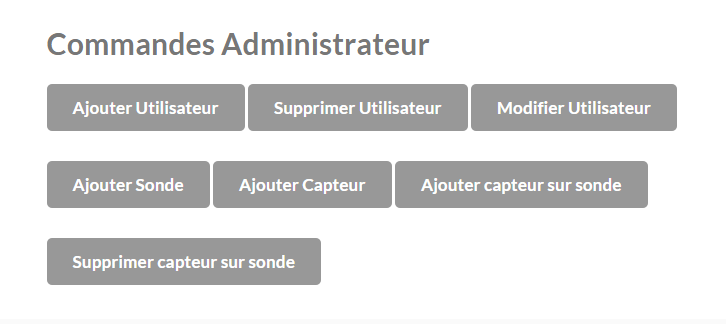 Commandes Administrateur
Ajouter Utilisateur Supprimer Utilisateur Modifier Utilisateur
Ajouter Sonde Ajouter Capteur Ajouter capteur sur sonde
Supprimer capteur sur sonde